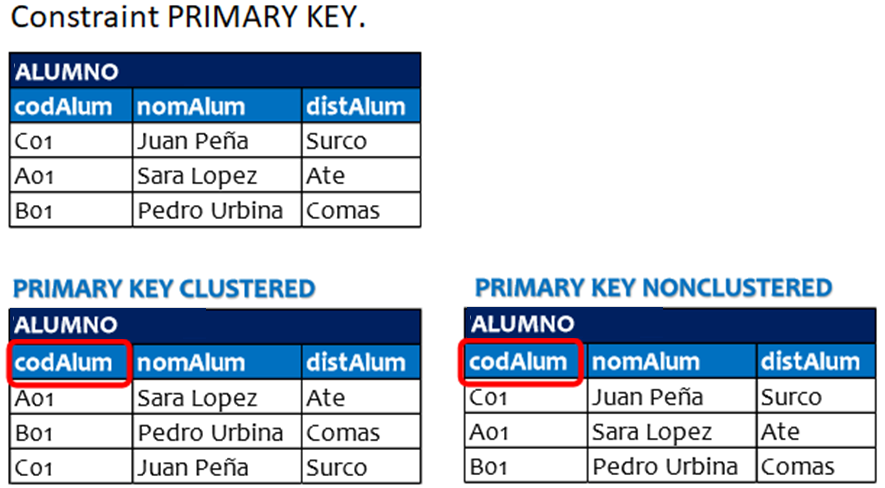 Constraint PRIMARY KEY.
ALUMNO
codAlum nomAlum distAlum
C01 Juan Peña Surco
A01 Sara Lopez Ate
B01 Pedro Urbina Comas
PRIMARY KEY CLUSTERED
ALUMNO
codAlum nomAlum distAlum
A01 Sara Lopez Ate
B01 Pedro Urbina Comas
C01 Juan Peña Surco
PRIMARY KEY NONCLUSTERED
ALUMNO
codAlum nomAlum distAlum
C01 Juan Peña Surco
A01 Sara Lopez Ate
B01 Pedro Urbina Comas